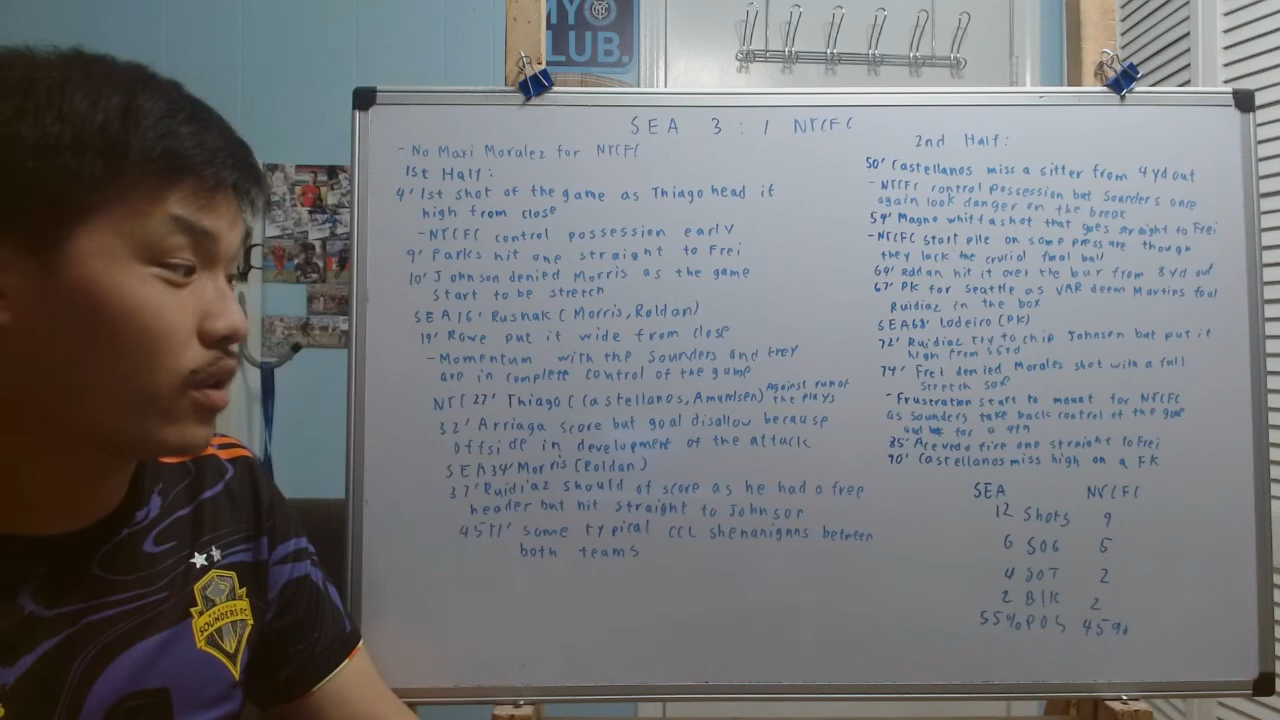 MY
CLUB.
SEA 3 : 1 NYCFC
- No Maxi Moralez for NYCFC
1st Half:
4' 1st shot of the game as Thiago head it
high from close
- NYCFC control possession early
9' Parks hit one straight to Frei
10' Johnson denied Morris as the game
start to be stretch
SEA 16' Rusnak (Morris, Roldan)
19' Rowe put it wide from close
- Momentum with the Sounders and they
are in complete control of the game
NYC 27' Thiago (Castellanos, Amundsen) Against run of
the plays
32' Arriaga score but goal disallow because
offside in development of the attack
SEA 34' Morris (Roldan)
37' Ruidiaz should of score as he had a free
header but hit straight to Johnson
45+1' some typical CCL shenanigans between
both teams
2nd Half:
50' Castellanos miss a sitter from 4yd out
- NYCFC control possession but Sounders once
again look danger on the break
59' Magno whiff a shot that goes straight to Frei
- NYCFC start pile on some pressure though
they lack the crucial final ball
64' Roldan hit it over the bar from 8yd out
67' PK for Seattle as VAR deem Martins foul
Ruidiaz in the box
SEA 68' Lodeiro (PK)
72' Ruidiaz try to chip Johnson but put it
high from
74' Frei denied Morales shot with a full
stretch
- Frustration start to mount for NYCFC
as Sounders take back control of the
and for a 4th
85' Acevedo fire one straight to Frei
90' Castellanos miss high on a FK
SEA NYCFC
12 Shots 9
6 SOG 5
4 SOT 2
2 Blk 2
55% POS 45%
SEATTLE
SOUNDERS FC